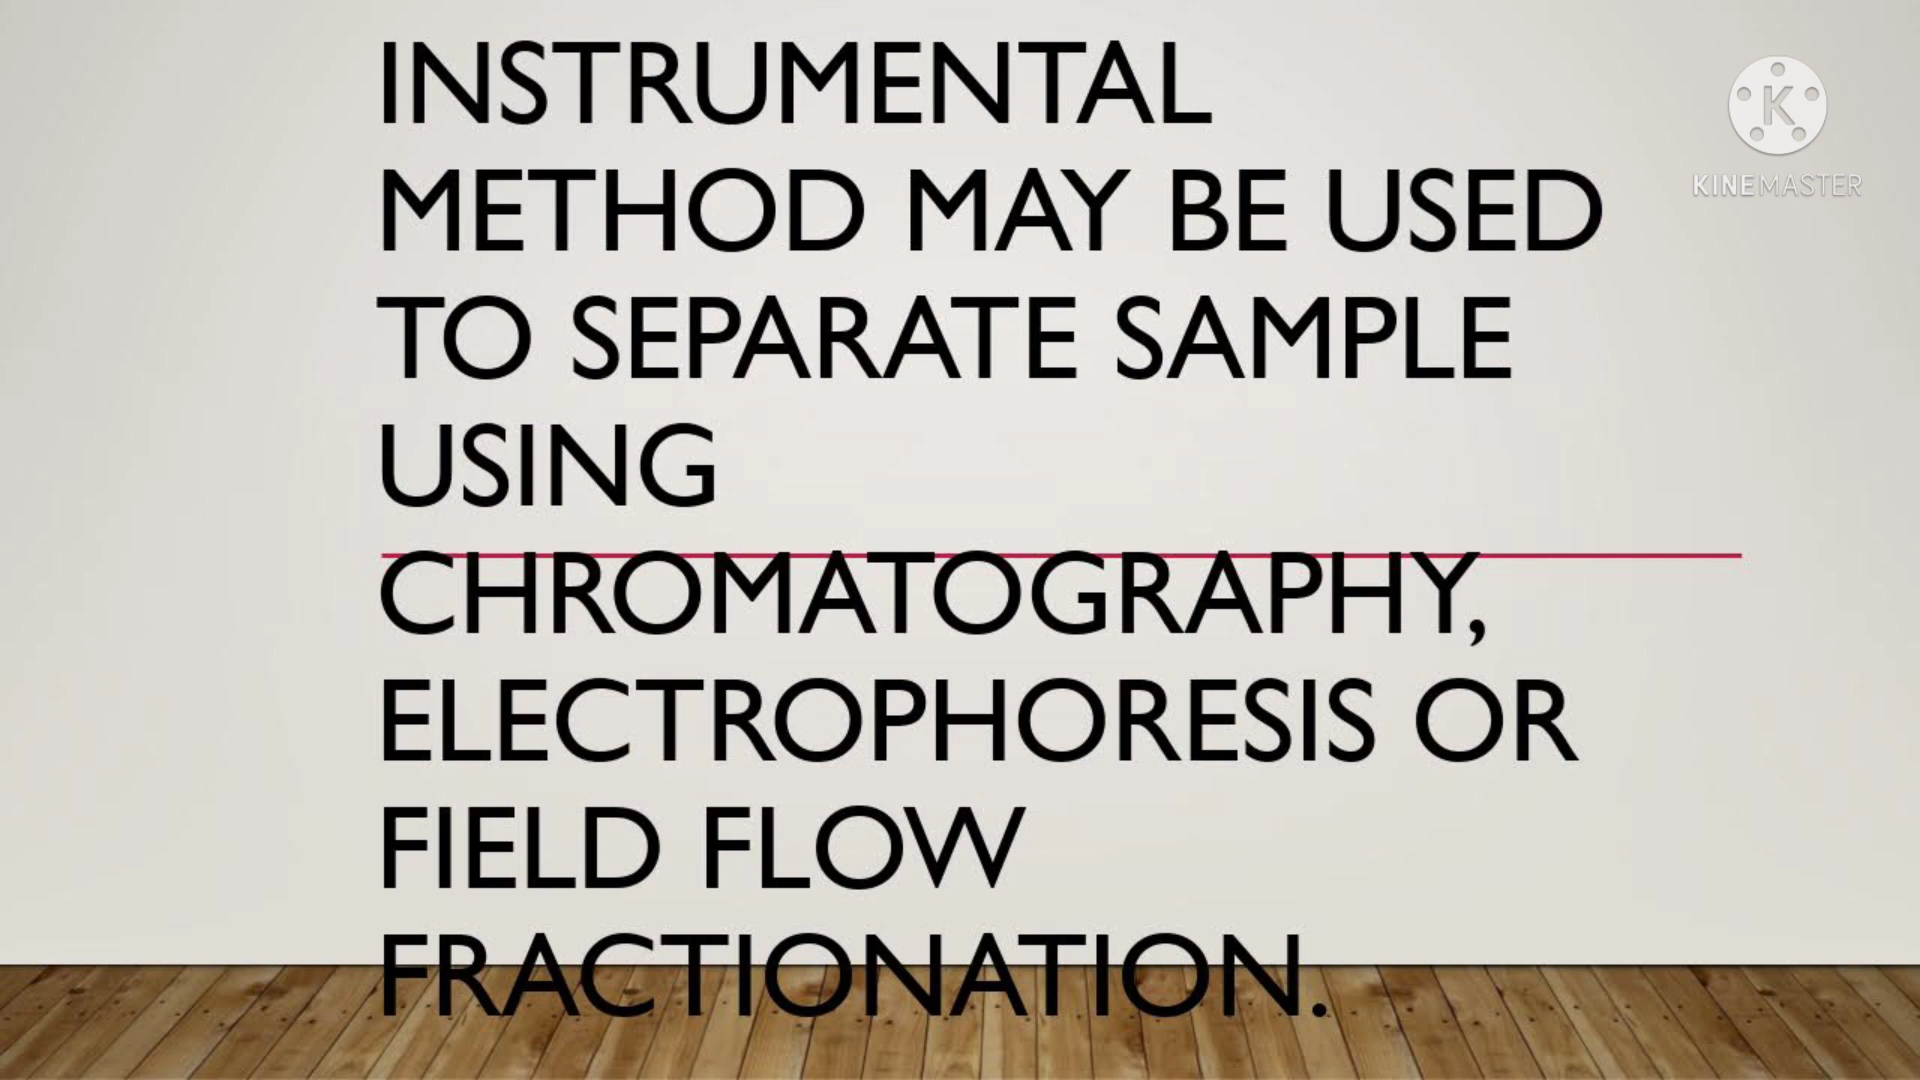 INSTRUMENTAL
METHOD MAY BE USED
TO SEPARATE SAMPLE
USING
CHROMATOGRAPHY,
ELECTROPHORESIS OR
FIELD FLOW
FRACTIONATION.
K
KINEMASTER